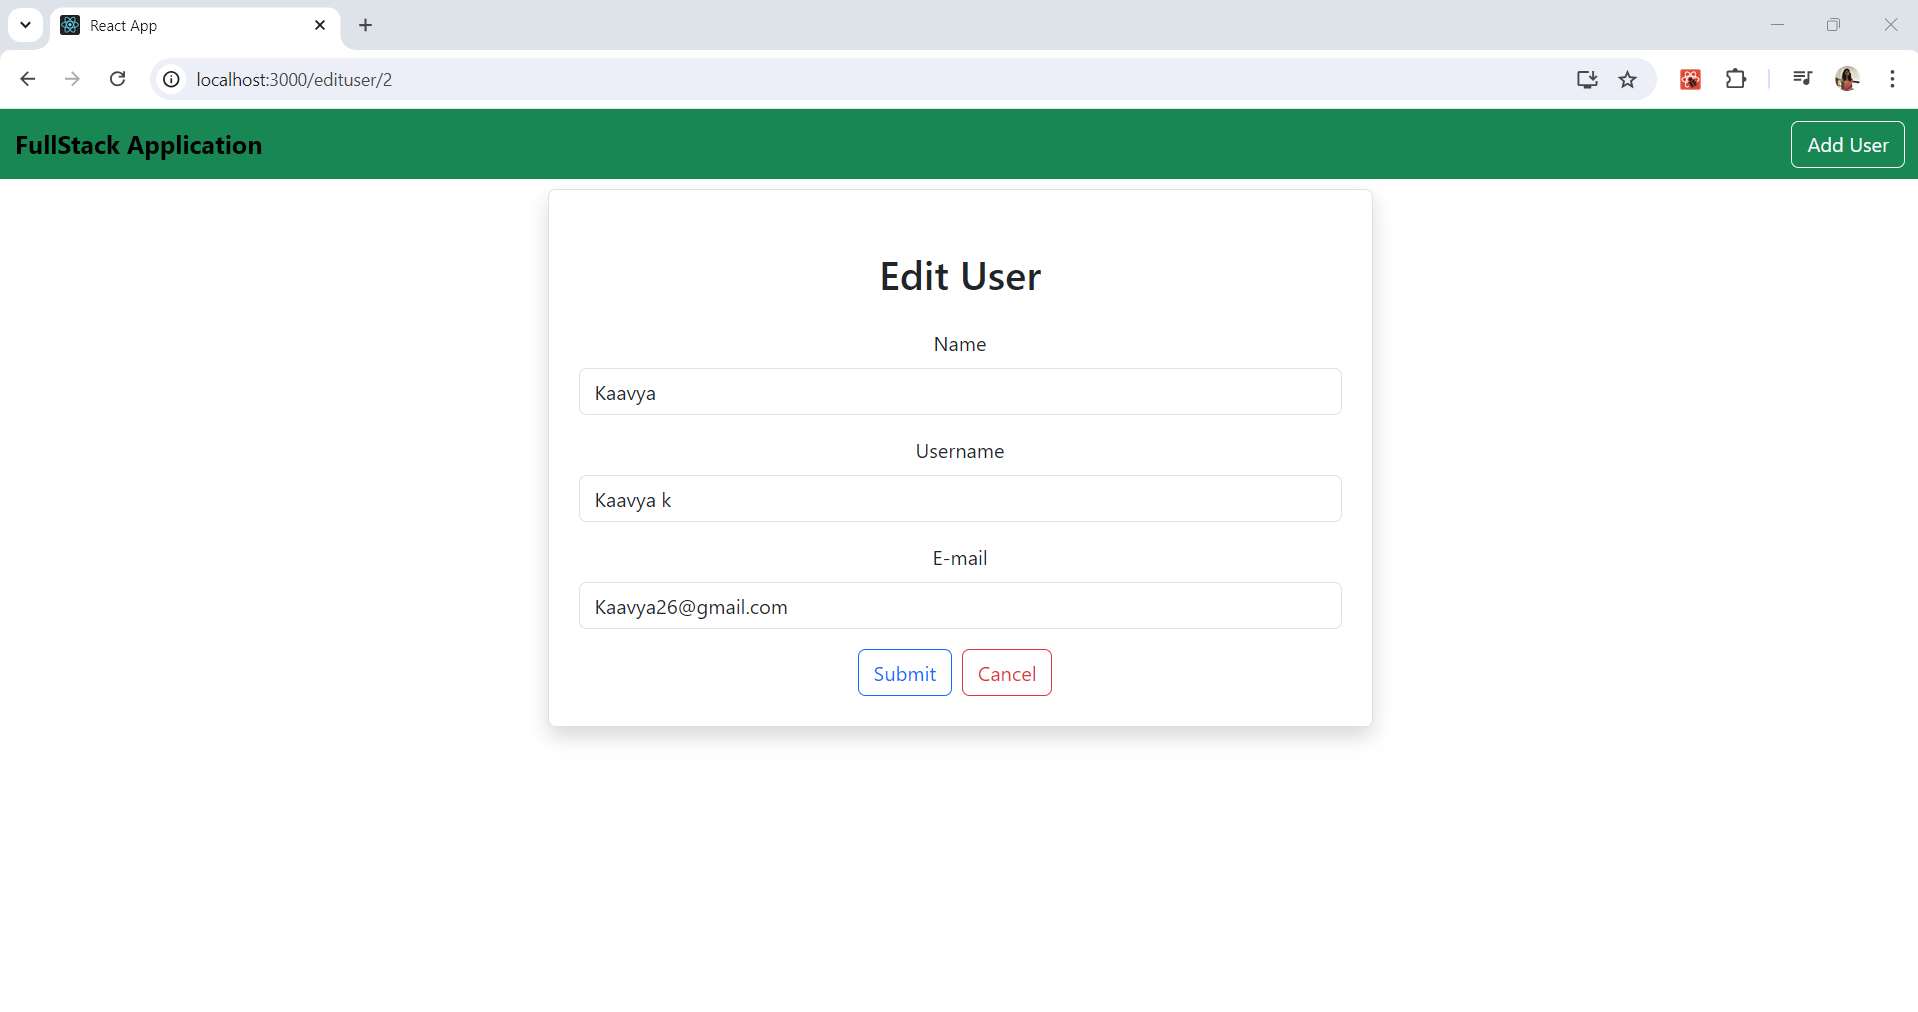 React App
localhost:3000/edituser/2
FullStack Application
Add User
Edit User
Name
Kaavya
Username
Kaavya k
E-mail
Kaavya26@gmail.com
Submit Cancel